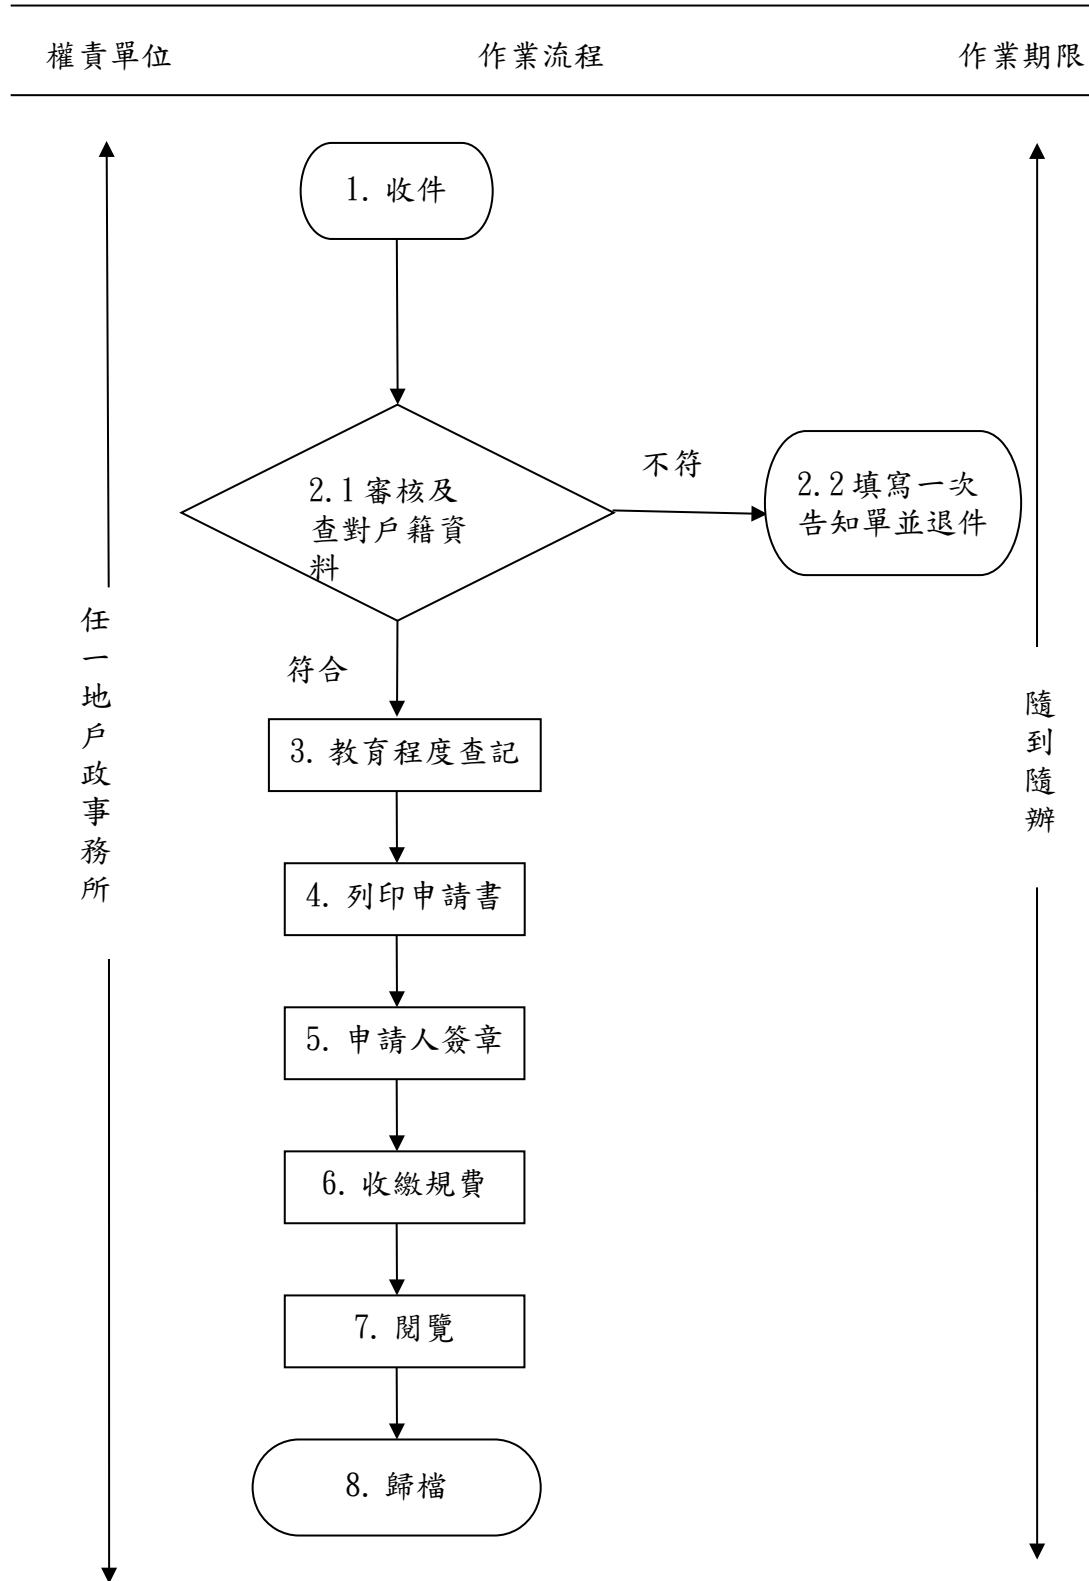 權責單位 作業流程 作業期限
1. 收件
2.1 審核及
查對戶籍資
料
不符
2.2 填寫一次
告知單並退件
符合
3. 教育程度查記
4. 列印申請書
5. 申請人簽章
6. 收繳規費
7. 閱覽
8. 歸檔
任一地戶政事務所
隨到隨辦